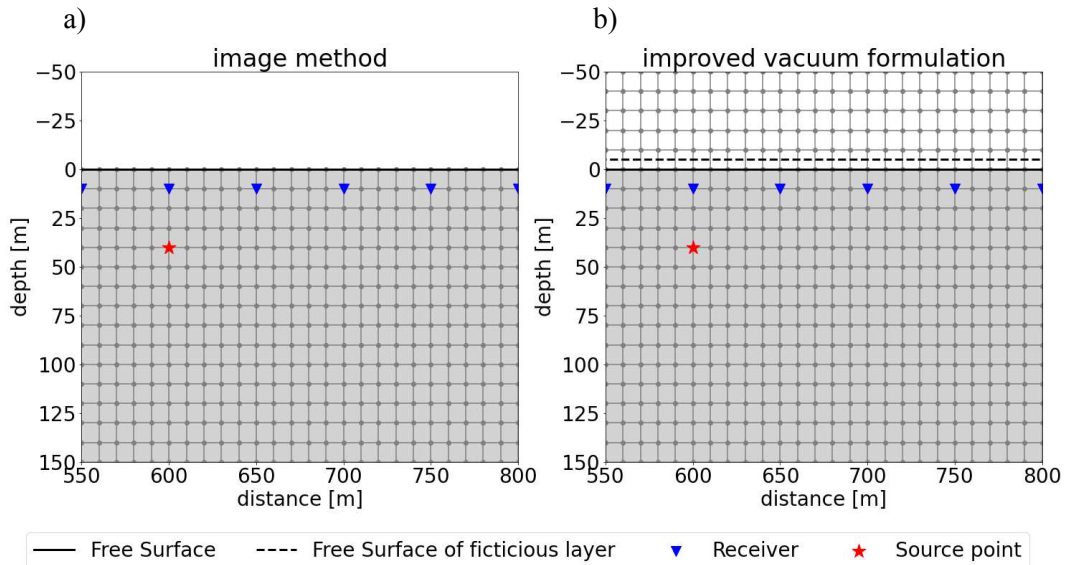 a)
image method
−50
−25
0
25
50
75
100
125
150
depth [m]
550
600
650
700
750
800
distance [m]
b)
improved vacuum formulation
−50
−25
0
25
50
75
100
125
150
depth [m]
550
600
650
700
750
800
distance [m]
Free Surface
Free Surface of ficticious layer
Receiver
Source point